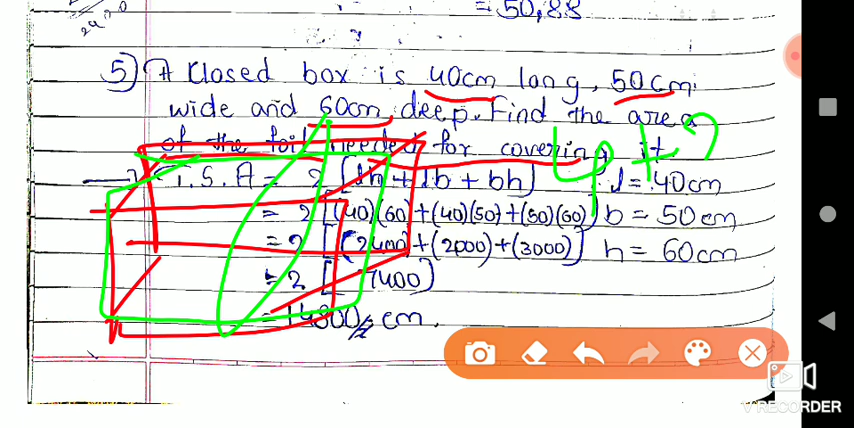 = 50,88
5) A closed box is 40cm long, 50cm
wide and 60cm, deep. Find the area
of the foil needed for covering it?
→ T.S.A = 2 [lh + lb + bh] l = 40cm
= 2 [(40)(60) + (40)(50) + (50)(60)] b = 50cm
= 2 [(2400) + (2000) + (3000)] h = 60cm
= 2 [7400]
= 14800 cm.
V RECORDER